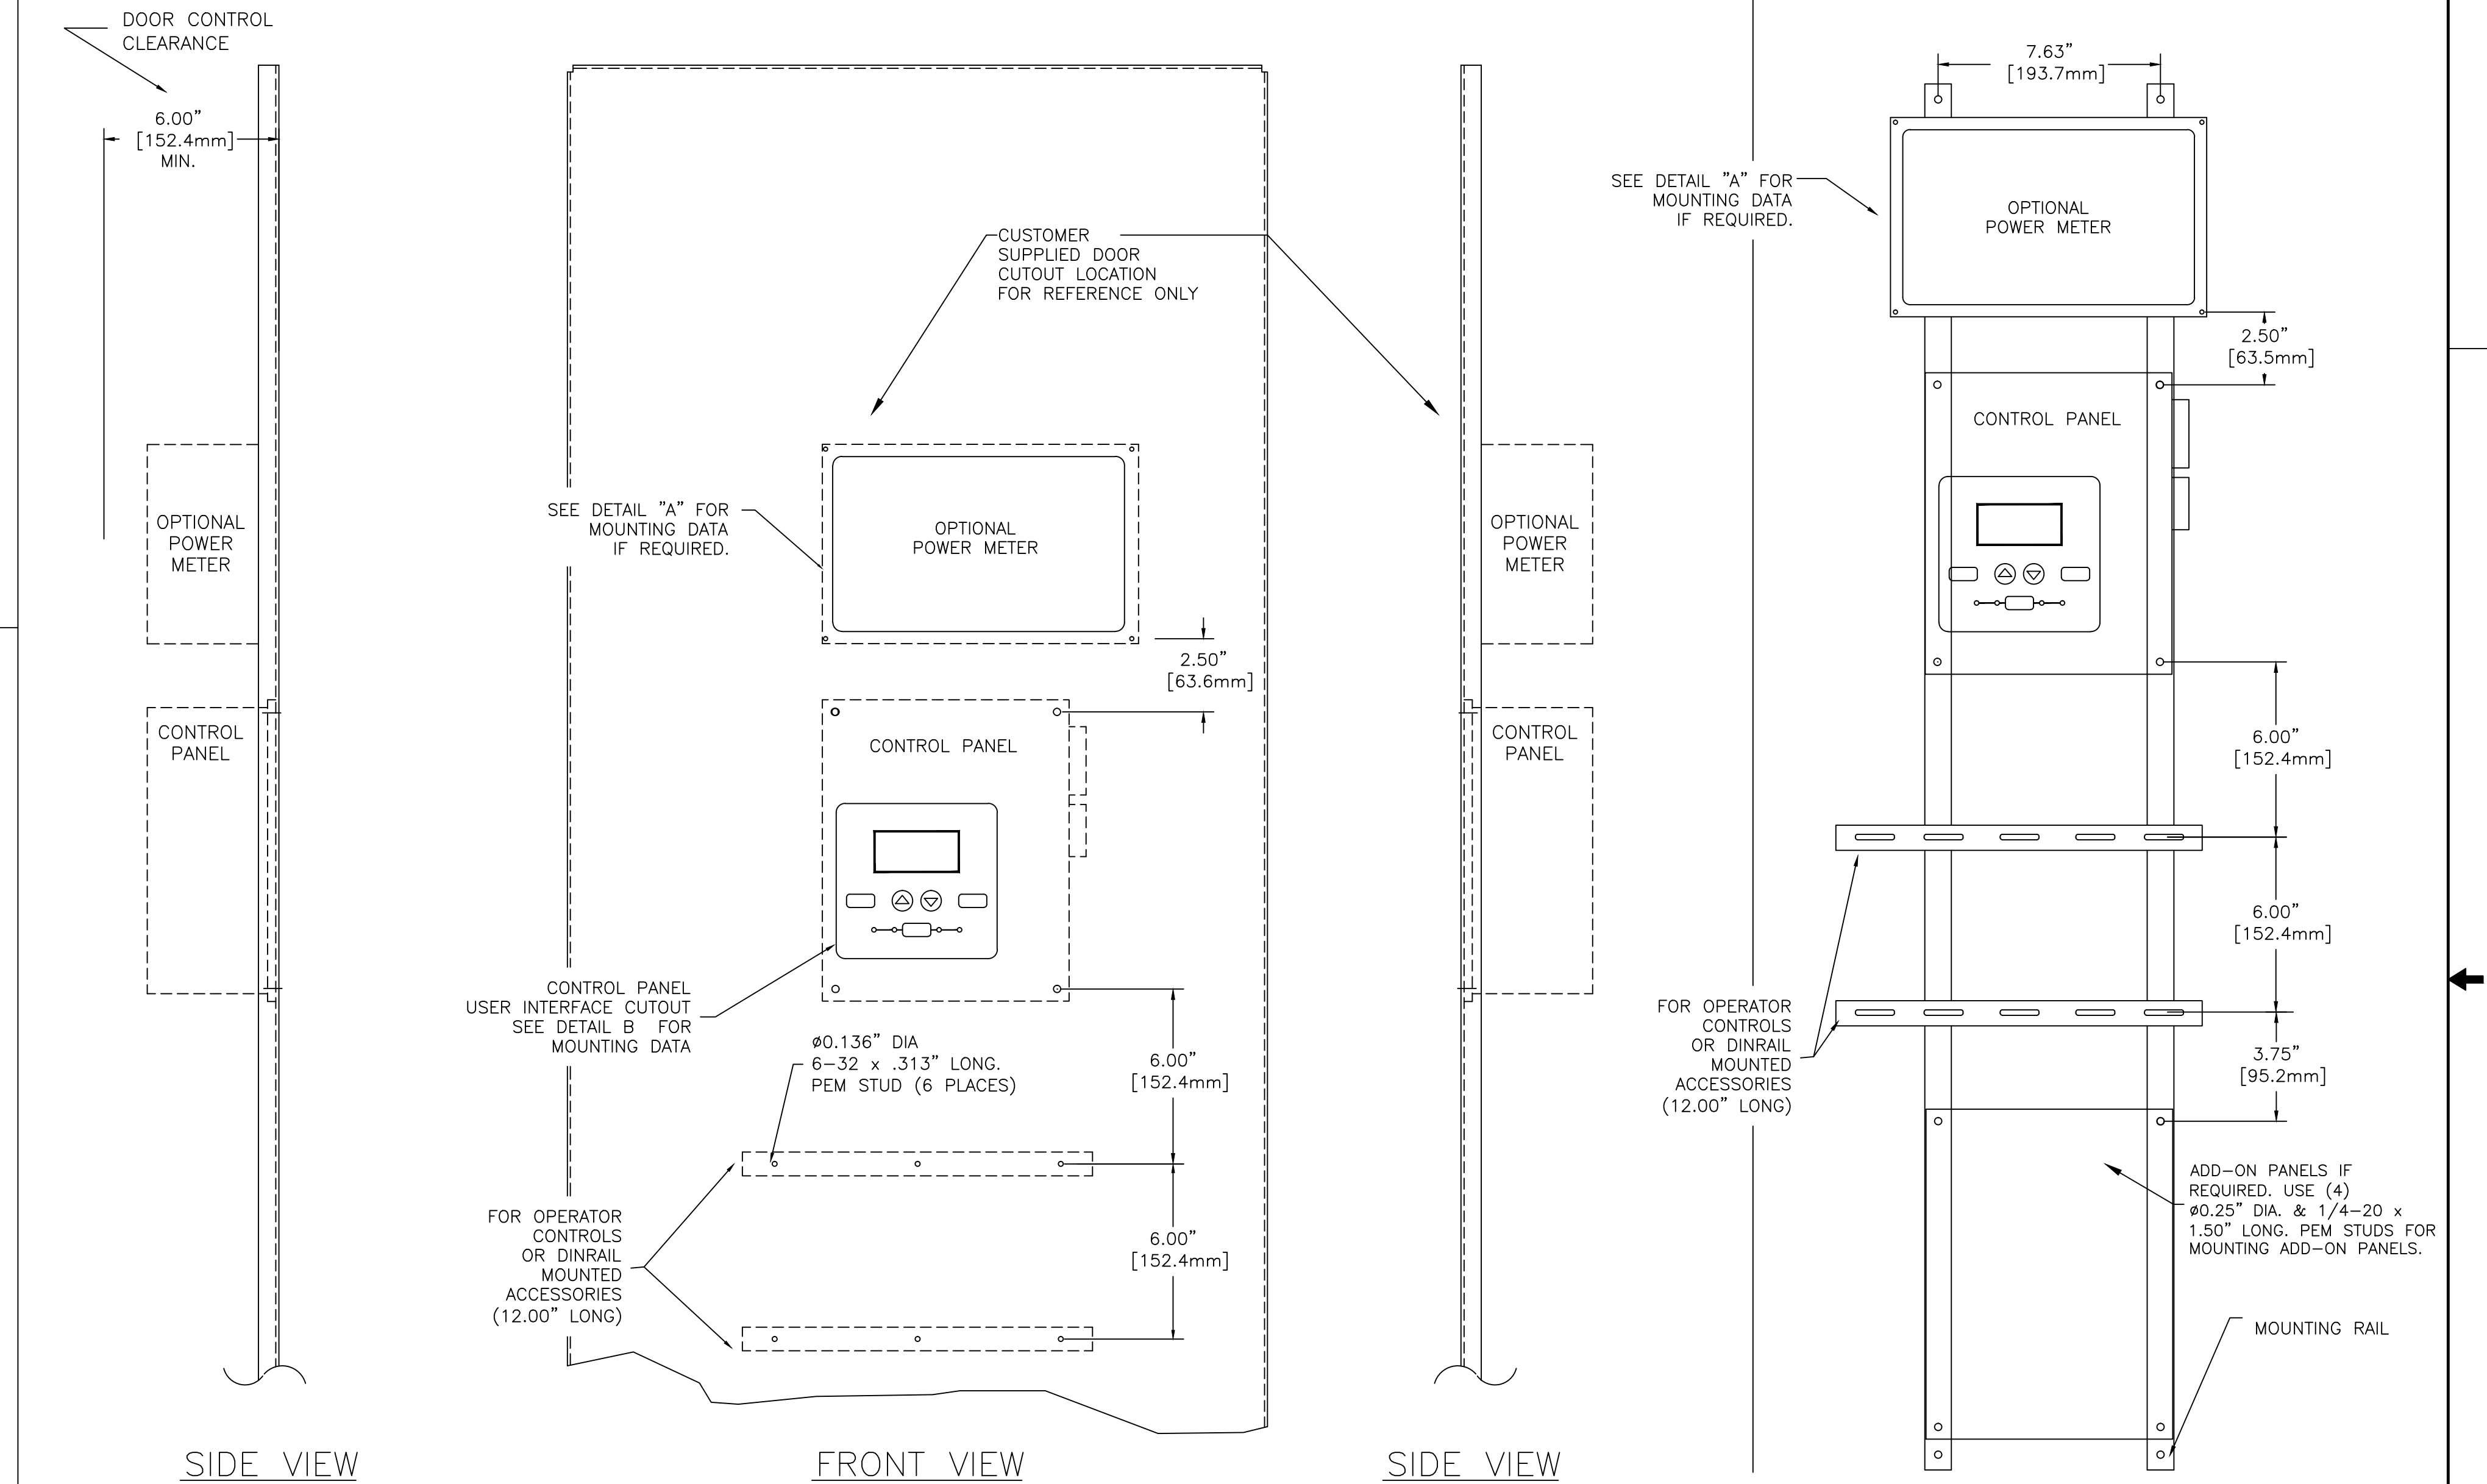 DOOR CONTROL
CLEARANCE
6.00"
[152.4mm]
MIN.
OPTIONAL
POWER
METER
CONTROL
PANEL
SIDE VIEW
CUSTOMER
SUPPLIED DOOR
CUTOUT LOCATION
FOR REFERENCE ONLY
SEE DETAIL "A" FOR
MOUNTING DATA
IF REQUIRED.
OPTIONAL
POWER METER
2.50"
[63.6mm]
CONTROL PANEL
CONTROL PANEL
USER INTERFACE CUTOUT
SEE DETAIL B FOR
MOUNTING DATA
ø0.136" DIA
6-32 x .313" LONG.
PEM STUD (6 PLACES)
6.00"
[152.4mm]
6.00"
[152.4mm]
FOR OPERATOR
CONTROLS
OR DINRAIL
MOUNTED
ACCESSORIES
(12.00" LONG)
FRONT VIEW
OPTIONAL
POWER
METER
CONTROL
PANEL
SIDE VIEW
7.63"
[193.7mm]
SEE DETAIL "A" FOR
MOUNTING DATA
IF REQUIRED.
OPTIONAL
POWER METER
2.50"
[63.5mm]
CONTROL PANEL
6.00"
[152.4mm]
6.00"
[152.4mm]
3.75"
[95.2mm]
FOR OPERATOR
CONTROLS
OR DINRAIL
MOUNTED
ACCESSORIES
(12.00" LONG)
ADD-ON PANELS IF
REQUIRED. USE (4)
ø0.25" DIA. & 1/4-20 x
1.50" LONG. PEM STUDS FOR
MOUNTING ADD-ON PANELS.
MOUNTING RAIL